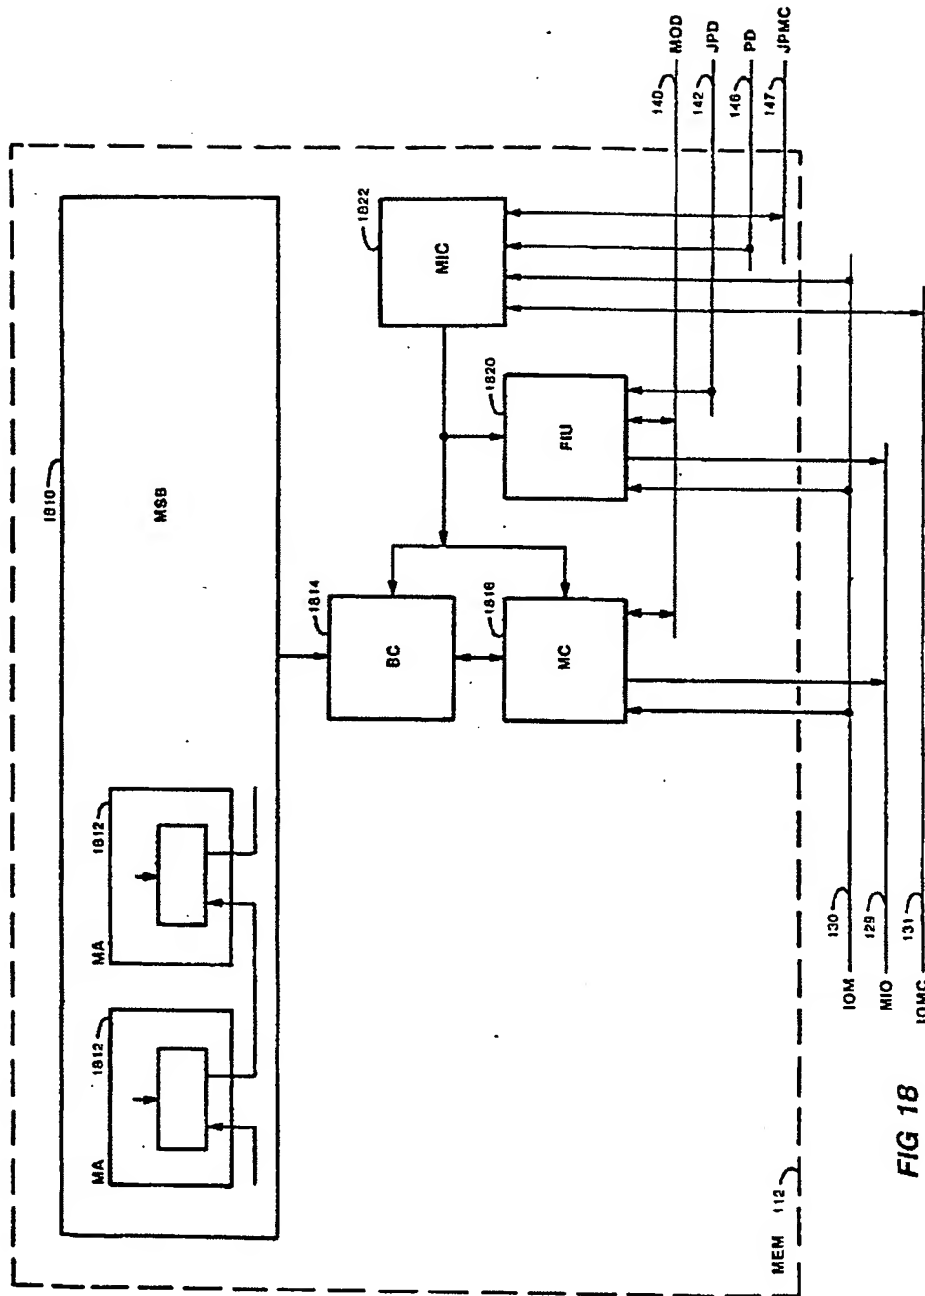 1810
MSB
MA
1812
MA
1812
1822
MIC
1814
BC
1820
FIU
1816
MC
140
MOD
142
JPD
146
PD
147
JPMC
MEM
112
IOM
130
MIO
129
IOMC
131
FIG 18